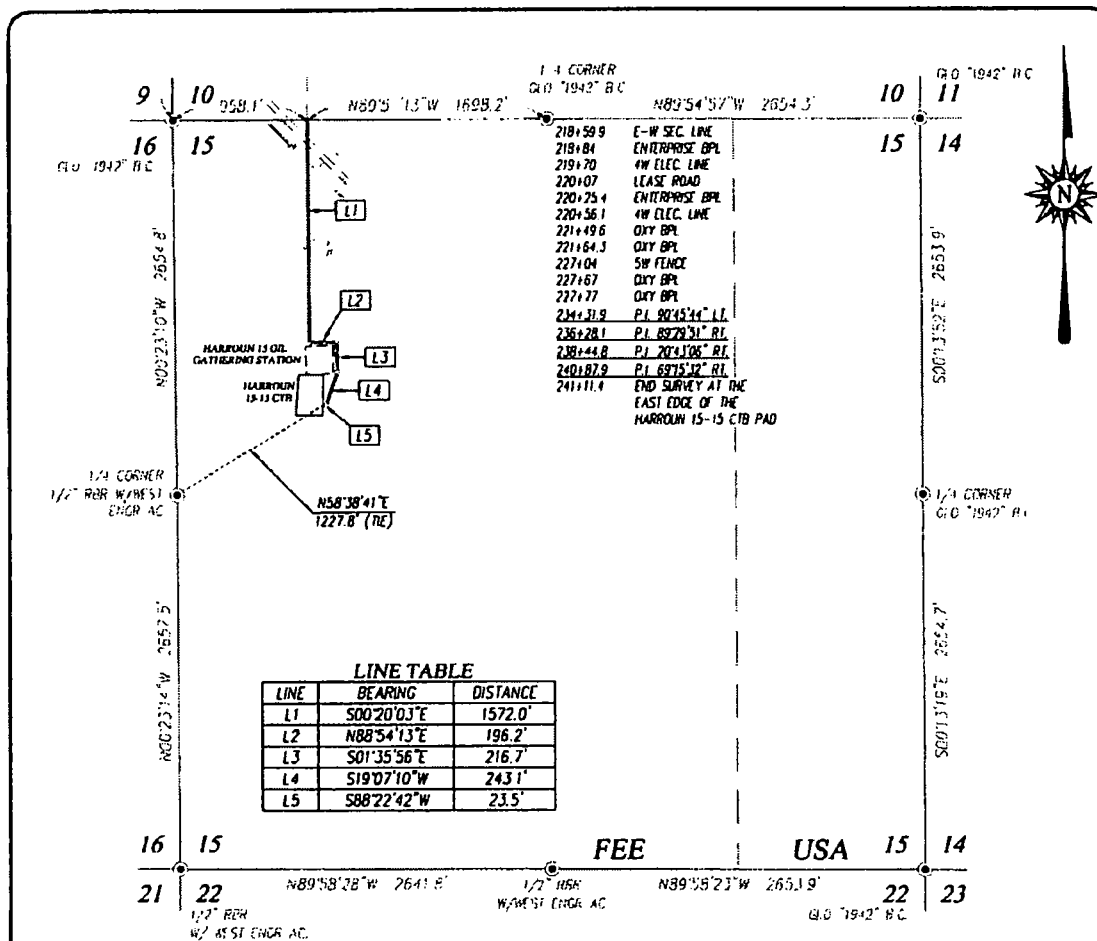 1/4 CORNER
GLO "1942" B.C.
GLO "1942" B.C.
9 10
958.1'
1698.2'
N89°54'57"W 2654.3'
10 11
16 15
GLO "1942" B.C.
15 14
218+59.9 E-W SEC. LINE
218+84 ENTERPRISE BPL
219+70 4W ELEC. LINE
220+07 LEASE ROAD
220+25.4 ENTERPRISE BPL
220+56.1 4W ELEC. LINE
221+49.6 OXY BPL
221+64.3 OXY BPL
227+04 5W FENCE
227+67 OXY BPL
227+77 OXY BPL
234+31.9 P.I. 90°45'44" LT.
236+28.1 P.I. 89°29'51" RT.
238+44.8 P.I. 20°43'06" RT.
240+87.9 P.I. 69°15'32" RT.
241+11.4 END SURVEY AT THE
EAST EDGE OF THE
HARROUN 15-15 CTB PAD
N
L1
L2
L3
L4
L5
HARROUN 15 OIL
GATHERING STATION
HARROUN
15-15 CTB
N00°23'10"W 2654.8'
S00°13'52"E 2653.9'
1/4 CORNER
1/2" RBR W/WEST
ENGR AC
N58°38'41"E
1227.8' (TIE)
1/4 CORNER
GLO "1942" B.C.
N00°23'14"W 2657.5'
S00°13'19"E 2654.7'
LINE TABLE
LINE BEARING DISTANCE
L1 S00°20'03"E 1572.0'
L2 N88°54'13"E 196.2'
L3 S01°35'56"E 216.7'
L4 S19°07'10"W 243.1'
L5 S88°22'42"W 23.5'
16 15
FEE
USA
15 14
21 22
N89°58'28"W 2641.8'
1/2" RBR
W/WEST ENGR AC
N89°58'23"W 2653.9'
22 23
1/2" RBR
W/ WEST ENGR AC.
GLO "1942" B.C.